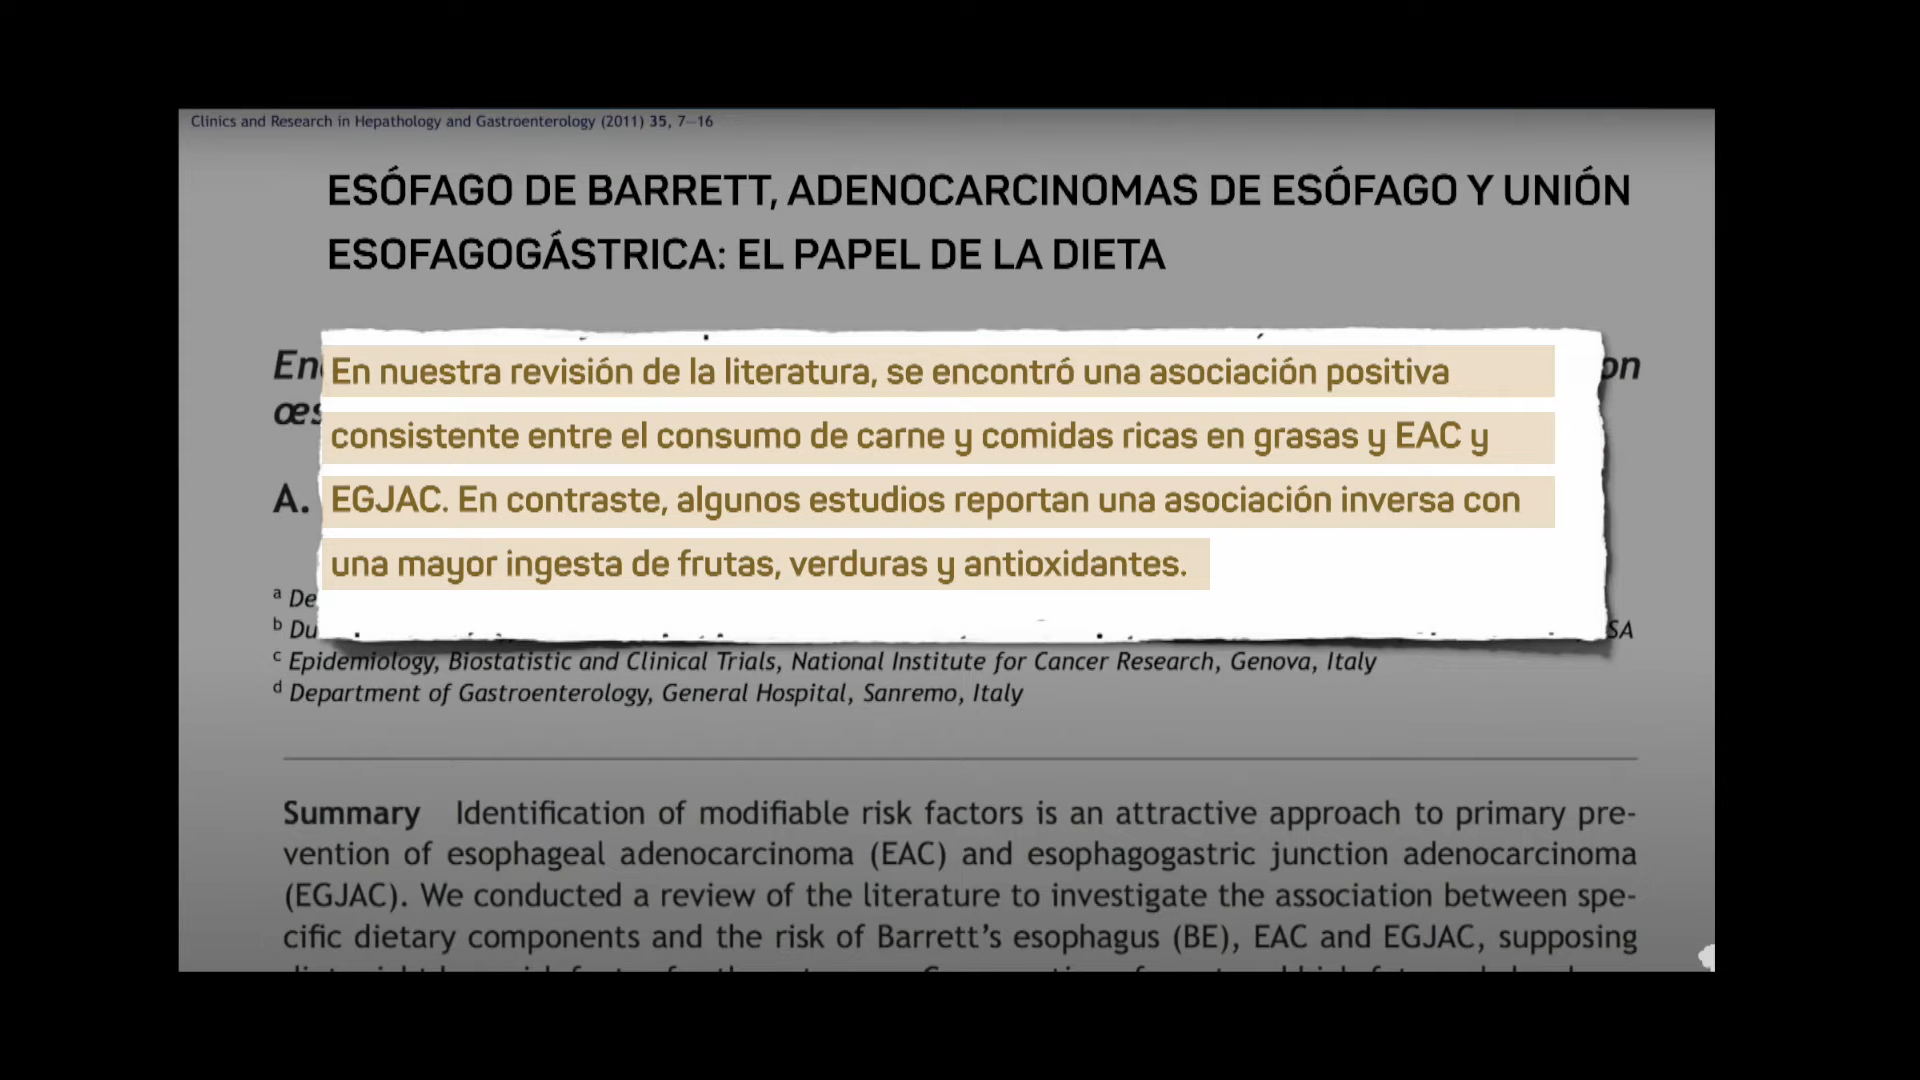 Clinics and Research in Hepathology and Gastroenterology (2011) 35, 7—16
ESÓFAGO DE BARRETT, ADENOCARCINOMAS DE ESÓFAGO Y UNIÓN
ESOFAGOGÁSTRICA: EL PAPEL DE LA DIETA
En nuestra revisión de la literatura, se encontró una asociación positiva
consistente entre el consumo de carne y comidas ricas en grasas y EAC y
EGJAC. En contraste, algunos estudios reportan una asociación inversa con
una mayor ingesta de frutas, verduras y antioxidantes.
A.
a
b
c Epidemiology, Biostatistic and Clinical Trials, National Institute for Cancer Research, Genova, Italy
d Department of Gastroenterology, General Hospital, Sanremo, Italy
Summary Identification of modifiable risk factors is an attractive approach to primary pre-
vention of esophageal adenocarcinoma (EAC) and esophagogastric junction adenocarcinoma
(EGJAC). We conducted a review of the literature to investigate the association between spe-
cific dietary components and the risk of Barrett's esophagus (BE), EAC and EGJAC, supposing